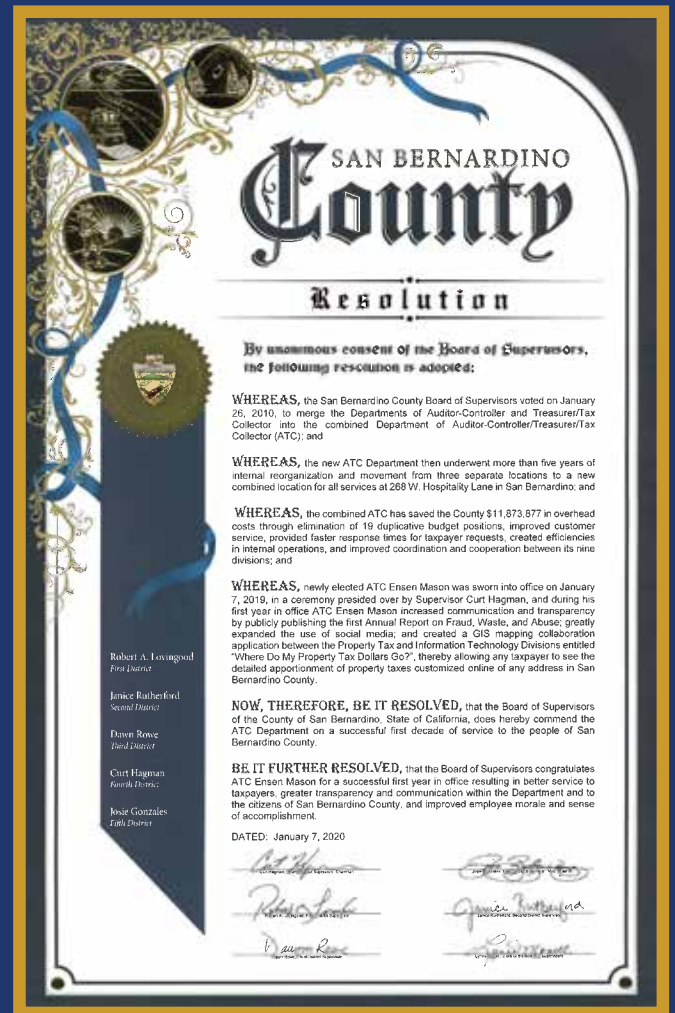 SAN BERNARDINO
County
Resolution
By unanimous consent of the Board of Supervisors,
the following resolution is adopted:
WHEREAS, the San Bernardino County Board of Supervisors voted on January
26, 2010, to merge the Departments of Auditor-Controller and Treasurer/Tax
Collector into the combined Department of Auditor-Controller/Treasurer/Tax
Collector (ATC); and
WHEREAS, the new ATC Department then underwent more than five years of
internal reorganization and movement from three separate locations to a new
combined location for all services at 268 W. Hospitality Lane in San Bernardino; and
WHEREAS, the combined ATC has saved the County $11,873,877 in overhead
costs through elimination of 19 duplicative budget positions, improved customer
service, provided faster response times for taxpayer requests, created efficiencies
in internal operations, and improved coordination and cooperation between its nine
divisions; and
WHEREAS, newly elected ATC Ensen Mason was sworn into office on January
7, 2019, in a ceremony presided over by Supervisor Curt Hagman, and during his
first year in office ATC Ensen Mason increased communication and transparency
by publicly publishing the first Annual Report on Fraud, Waste, and Abuse; greatly
expanded the use of social media; and created a GIS mapping collaboration
application between the Property Tax and Information Technology Divisions entitled
"Where Do My Property Tax Dollars Go?", thereby allowing any taxpayer to see the
detailed apportionment of property taxes customized online of any address in San
Bernardino County.
NOW, THEREFORE, BE IT RESOLVED, that the Board of Supervisors
of the County of San Bernardino, State of California, does hereby commend the
ATC Department on a successful first decade of service to the people of San
Bernardino County.
BE IT FURTHER RESOLVED, that the Board of Supervisors congratulates
ATC Ensen Mason for a successful first year in office resulting in better service to
taxpayers, greater transparency and communication within the Department and to
the citizens of San Bernardino County, and improved employee morale and sense
of accomplishment.
DATED: January 7, 2020
Robert A. Lovingood
First District
Janice Rutherford
Second District
Dawn Rowe
Third District
Curt Hagman
Fourth District
Josie Gonzales
Fifth District
Janice Rutherford
Dawn Rowe